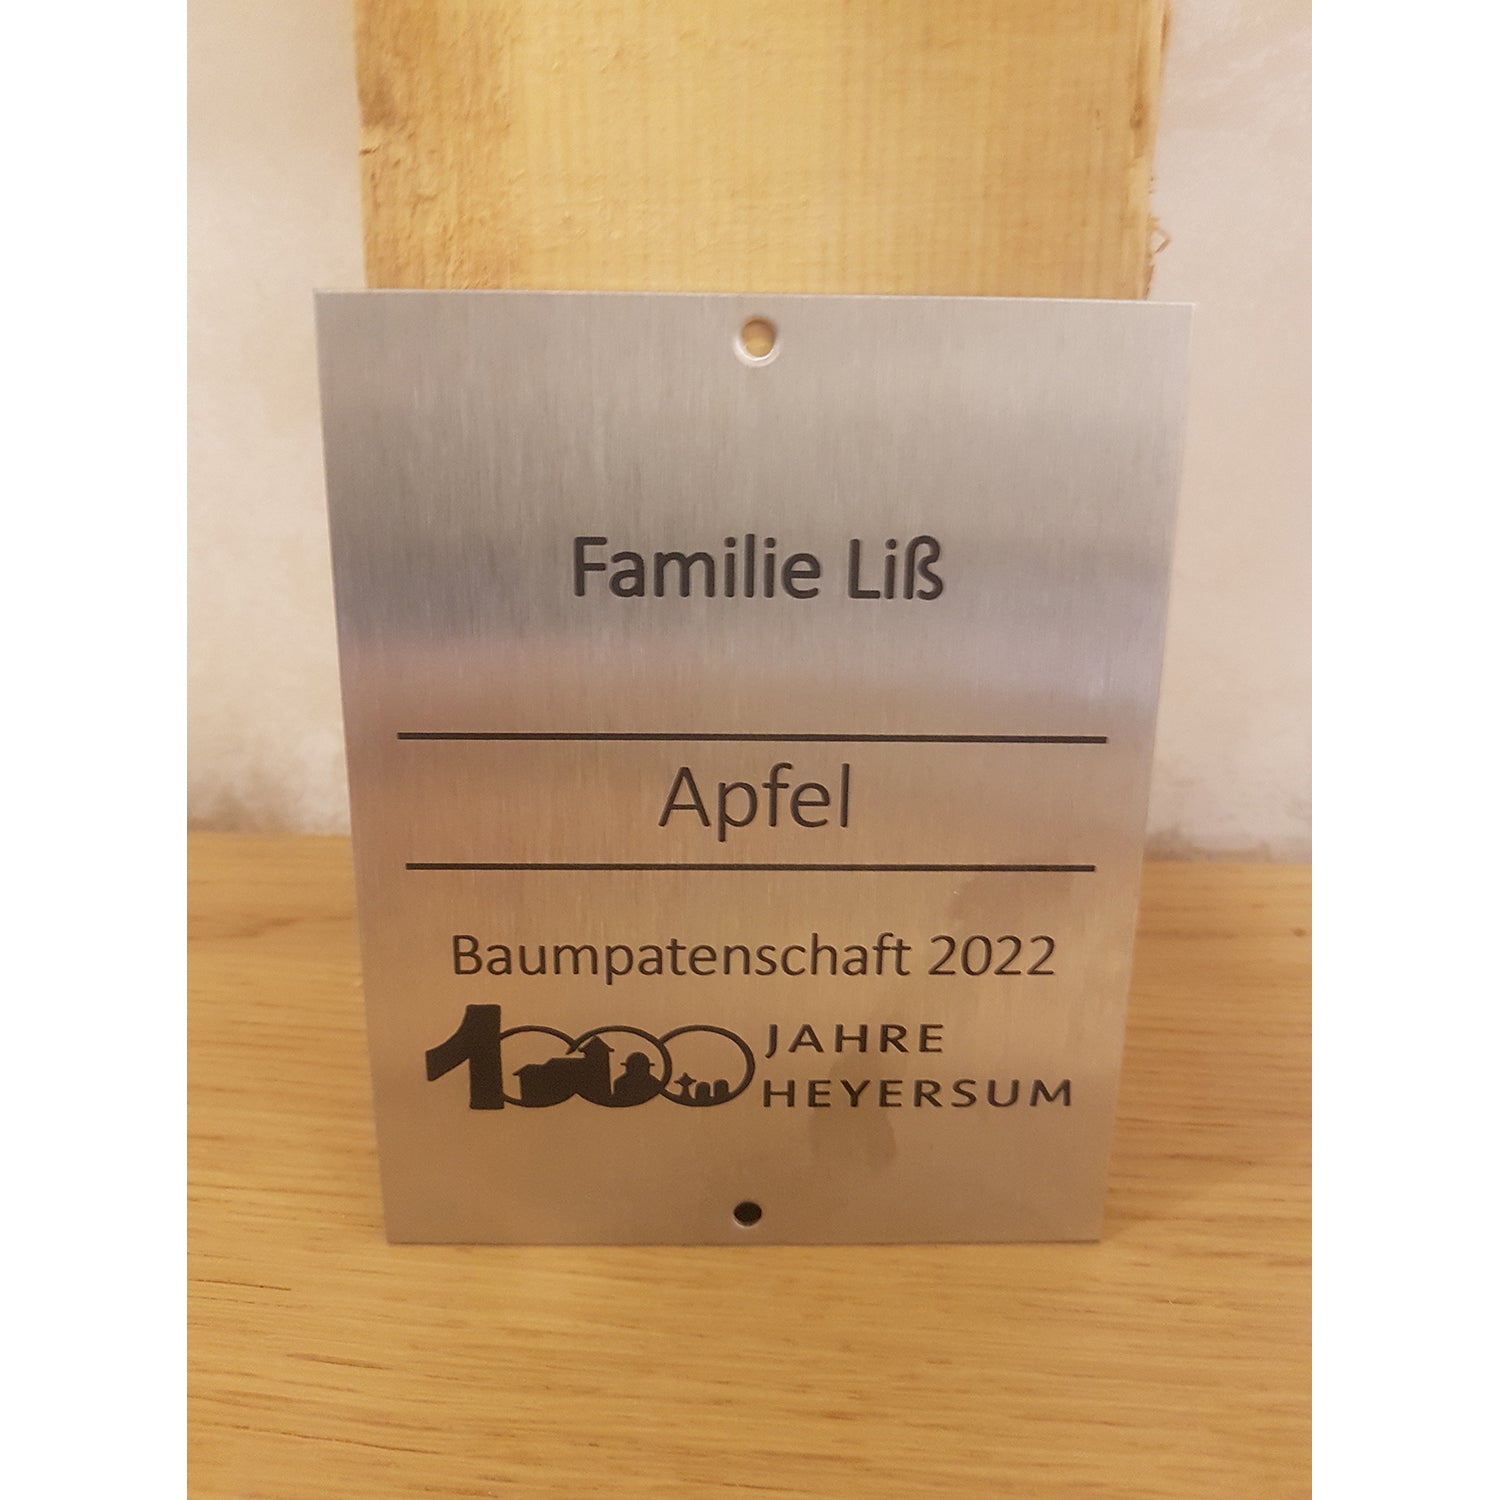 Familie Liß
Apfel
Baumpatenschaft 2022
1000 JAHRE
HEYERSUM